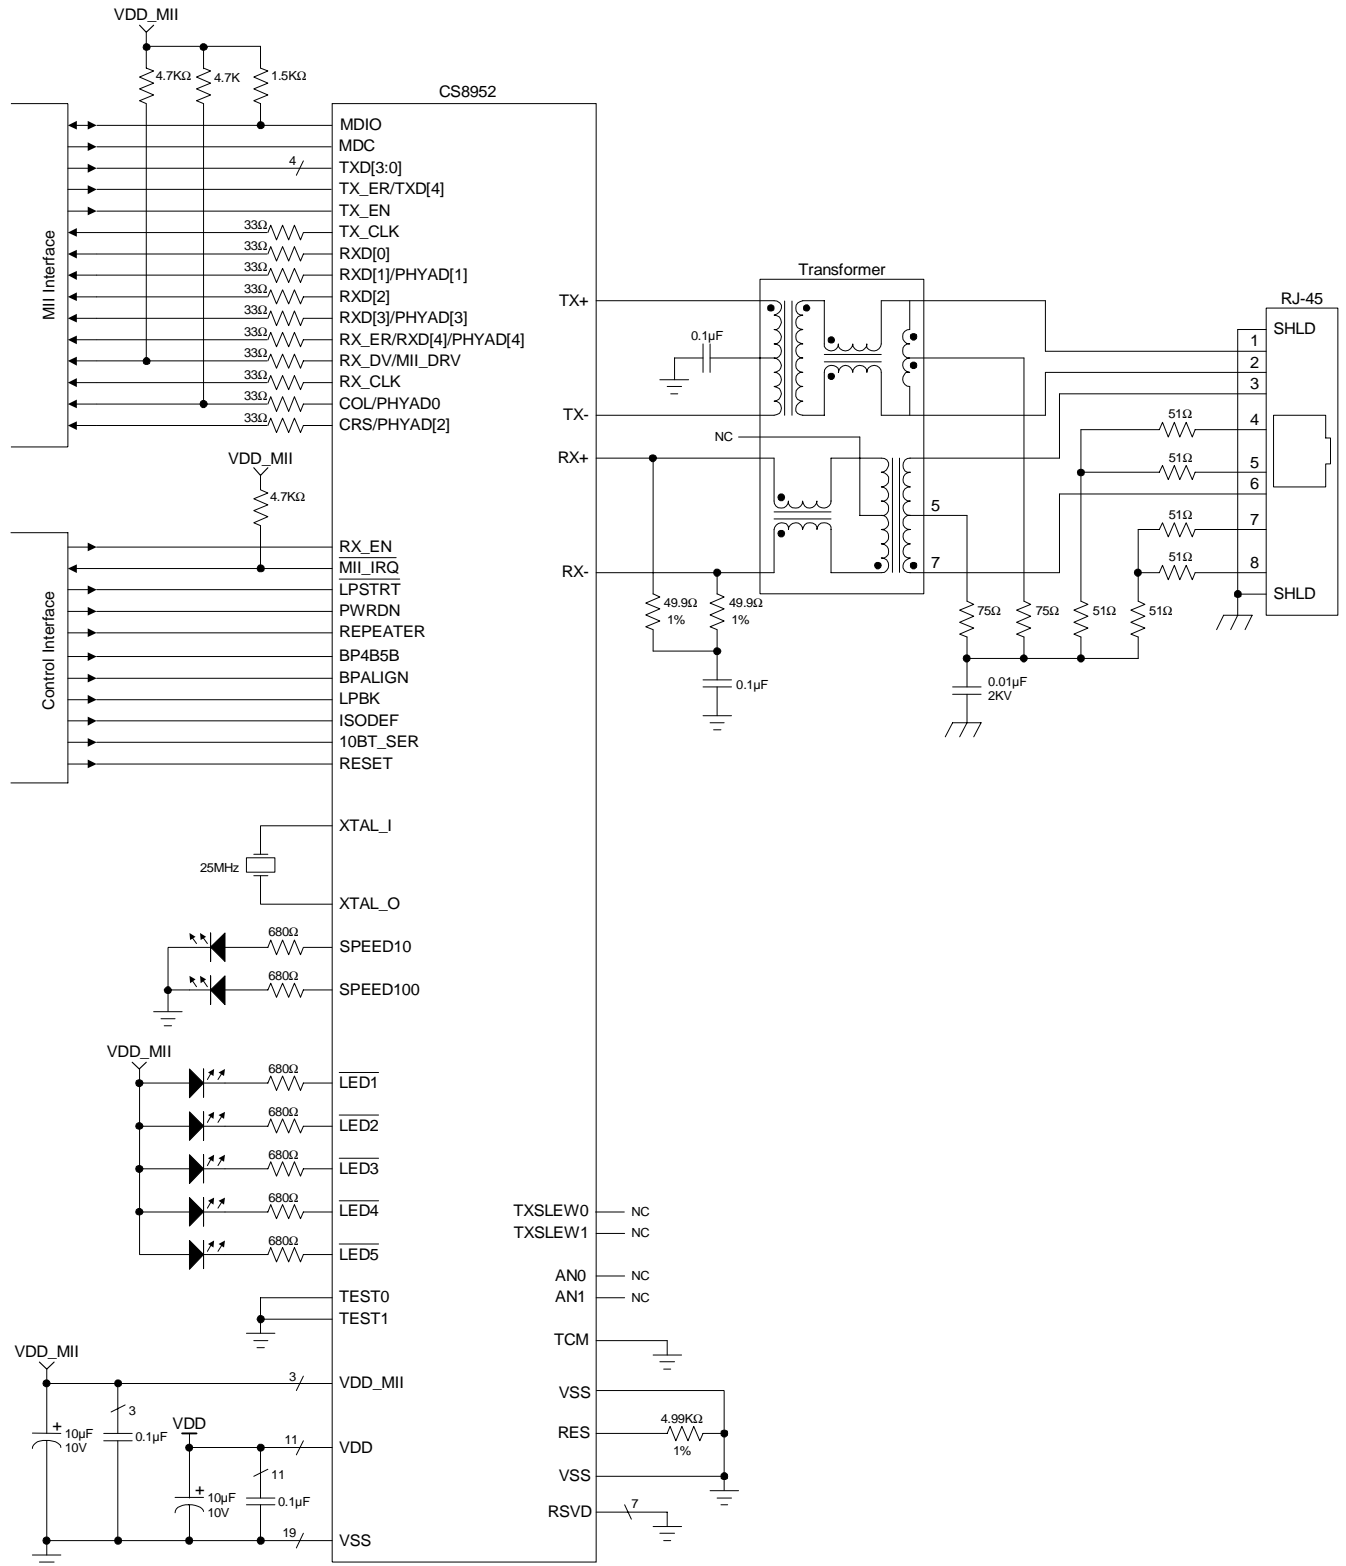 VDD_MII
4.7KΩ
4.7K
1.5KΩ
CS8952
MII Interface
MDIO
MDC
4
TXD[3:0]
TX_ER/TXD[4]
TX_EN
33Ω
TX_CLK
33Ω
RXD[0]
33Ω
RXD[1]/PHYAD[1]
33Ω
RXD[2]
33Ω
RXD[3]/PHYAD[3]
33Ω
RX_ER/RXD[4]/PHYAD[4]
33Ω
RX_DV/MII_DRV
33Ω
RX_CLK
33Ω
COL/PHYAD0
33Ω
CRS/PHYAD[2]
VDD_MII
4.7KΩ
Control Interface
RX_EN
MII_IRQ
LPSTRT
PWRDN
REPEATER
BP4B5B
BPALIGN
LPBK
ISODEF
10BT_SER
RESET
XTAL_I
25MHz
XTAL_O
680Ω
SPEED10
680Ω
SPEED100
VDD_MII
680Ω
LED1
680Ω
LED2
680Ω
LED3
680Ω
LED4
680Ω
LED5
TEST0
TEST1
VDD_MII
3
VDD_MII
+
10µF
10V
3
0.1µF
VDD
11
VDD
+
10µF
10V
11
0.1µF
19
VSS
TX+
TX-
RX+
RX-
Transformer
0.1µF
NC
5
7
49.9Ω
1%
49.9Ω
1%
0.1µF
75Ω
75Ω
51Ω
51Ω
0.01µF
2KV
51Ω
51Ω
51Ω
51Ω
RJ-45
SHLD
1
2
3
4
5
6
7
8
SHLD
TXSLEW0
NC
TXSLEW1
NC
AN0
NC
AN1
NC
TCM
VSS
RES
4.99KΩ
1%
VSS
RSVD
7